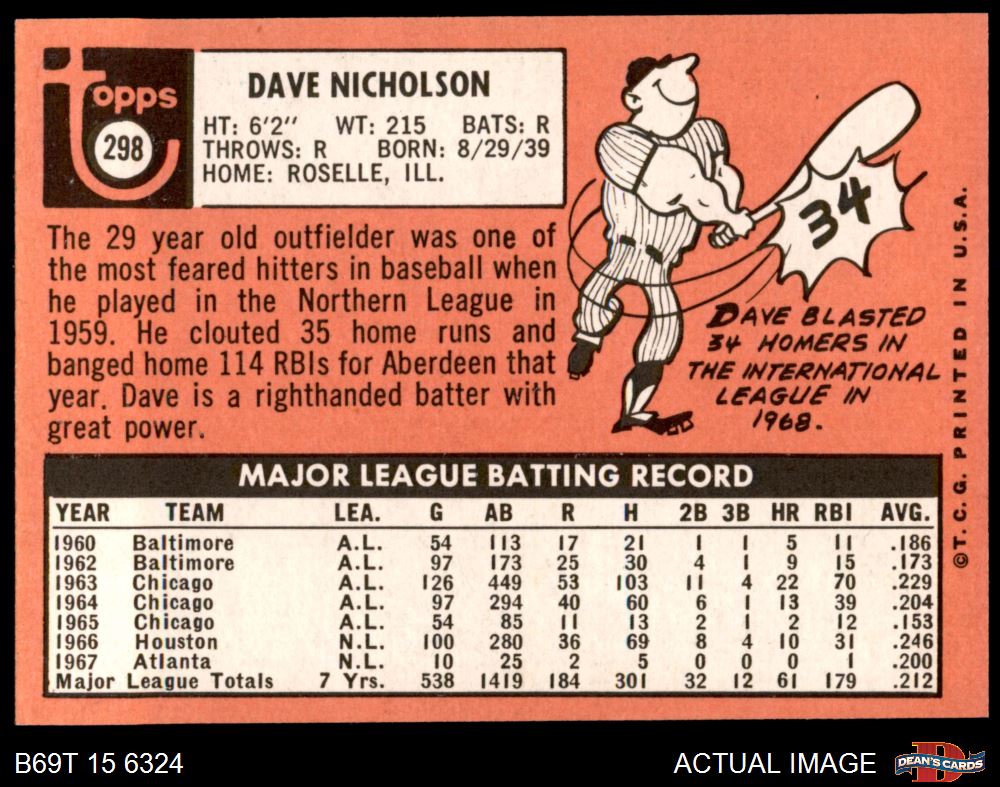 topps
298
DAVE NICHOLSON
HT: 6'2" WT: 215 BATS: R
THROWS: R BORN: 8/29/39
HOME: ROSELLE, ILL.
The 29 year old outfielder was one of
the most feared hitters in baseball when
he played in the Northern League in
1959. He clouted 35 home runs and
banged home 114 RBIs for Aberdeen that
year. Dave is a righthanded batter with
great power.
34
DAVE BLASTED
34 HOMERS IN
THE INTERNATIONAL
LEAGUE IN
1968.
©T. C. G. PRINTED IN U.S.A.
MAJOR LEAGUE BATTING RECORD
YEAR TEAM LEA. G AB R H 2B 3B HR RBI AVG.
1960 Baltimore A.L. 54 113 17 21 1 1 5 11 .186
1962 Baltimore A.L. 97 173 25 30 4 1 9 15 .173
1963 Chicago A.L. 126 449 53 103 11 4 22 70 .229
1964 Chicago A.L. 97 294 40 60 6 1 13 39 .204
1965 Chicago A.L. 54 85 11 13 2 1 2 12 .153
1966 Houston N.L. 100 280 36 69 8 4 10 31 .246
1967 Atlanta N.L. 10 25 2 5 0 0 0 1 .200
Major League Totals 7 Yrs. 538 1419 184 301 32 12 61 179 .212
B69T 15 6324
ACTUAL IMAGE
DEAN'S CARDS